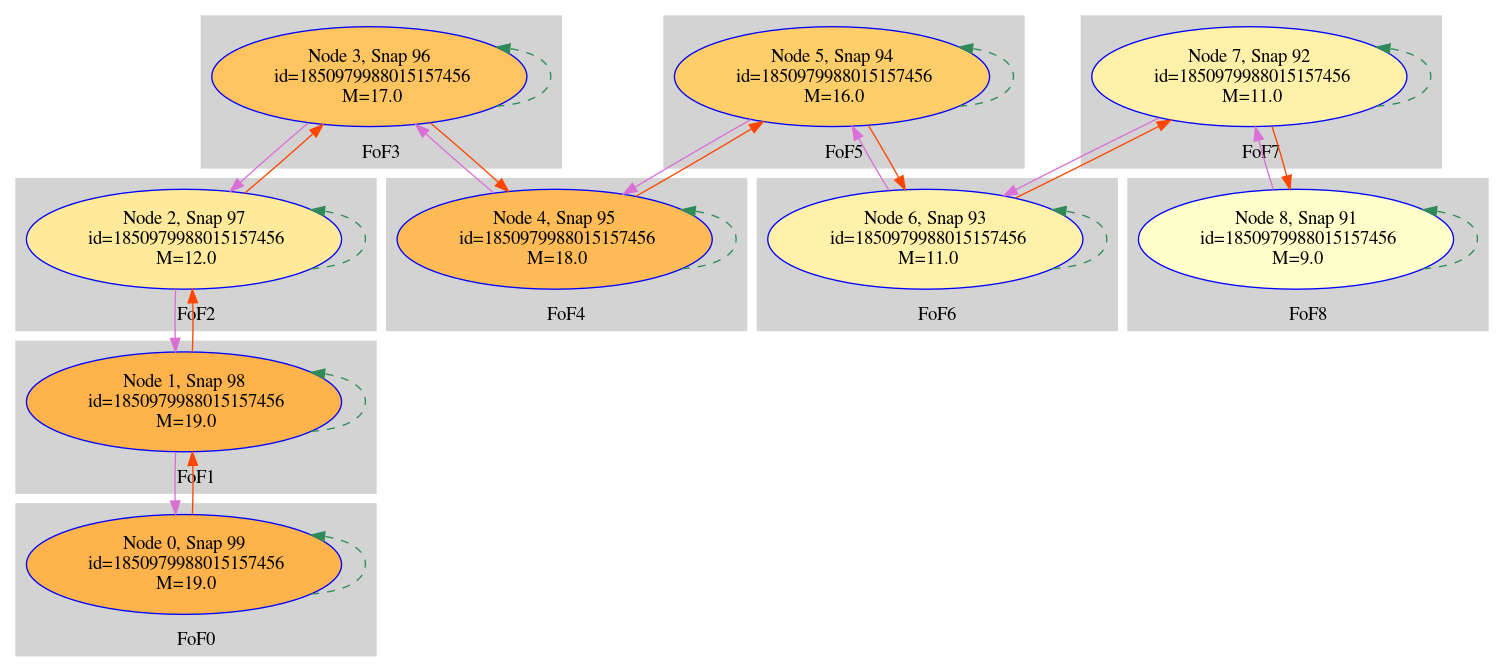 Node 3, Snap 96
id=1850979988015157456
M=17.0
FoF3
Node 5, Snap 94
id=1850979988015157456
M=16.0
FoF5
Node 7, Snap 92
id=1850979988015157456
M=11.0
FoF7
Node 2, Snap 97
id=1850979988015157456
M=12.0
FoF2
Node 4, Snap 95
id=1850979988015157456
M=18.0
FoF4
Node 6, Snap 93
id=1850979988015157456
M=11.0
FoF6
Node 8, Snap 91
id=1850979988015157456
M=9.0
FoF8
Node 1, Snap 98
id=1850979988015157456
M=19.0
FoF1
Node 0, Snap 99
id=1850979988015157456
M=19.0
FoF0